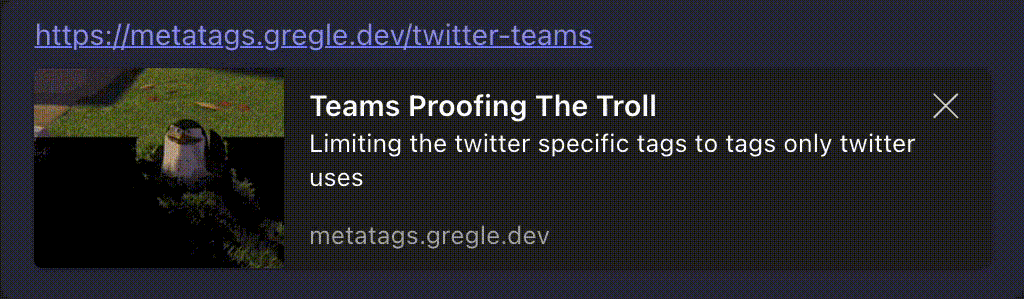 https://metatags.gregle.dev/twitter-teams
Teams Proofing The Troll
Limiting the twitter specific tags to tags only twitter
uses
metatags.gregle.dev